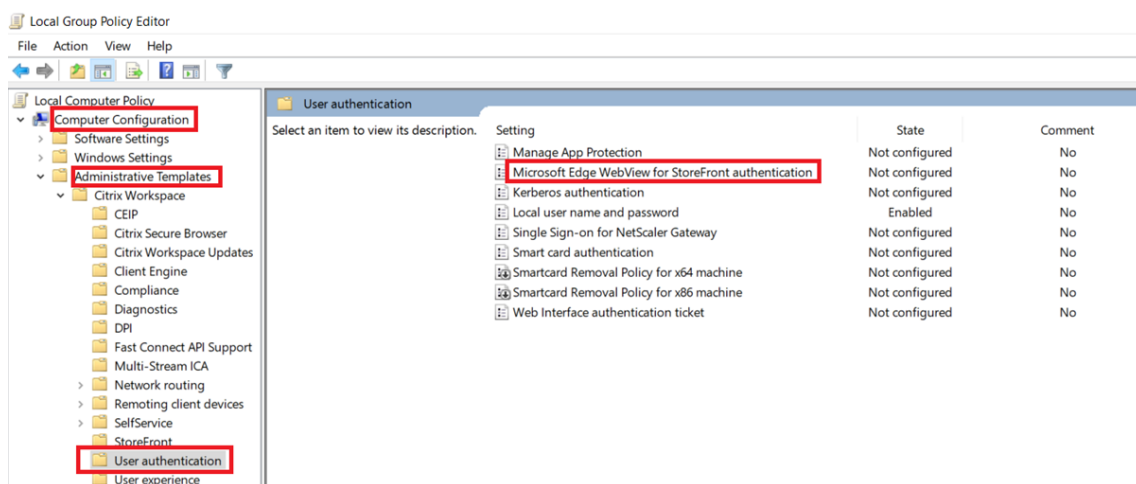 Local Group Policy Editor
File Action View Help
Local Computer Policy
Computer Configuration
Software Settings
Windows Settings
Administrative Templates
Citrix Workspace
CEIP
Citrix Secure Browser
Citrix Workspace Updates
Client Engine
Compliance
Diagnostics
DPI
Fast Connect API Support
Multi-Stream ICA
Network routing
Remoting client devices
SelfService
StoreFront
User authentication
User experience
User authentication
Select an item to view its description.
Setting State Comment
Manage App Protection Not configured No
Microsoft Edge WebView for StoreFront authentication Not configured No
Kerberos authentication Not configured No
Local user name and password Enabled No
Single Sign-on for NetScaler Gateway Not configured No
Smart card authentication Not configured No
Smartcard Removal Policy for x64 machine Not configured No
Smartcard Removal Policy for x86 machine Not configured No
Web Interface authentication ticket Not configured No